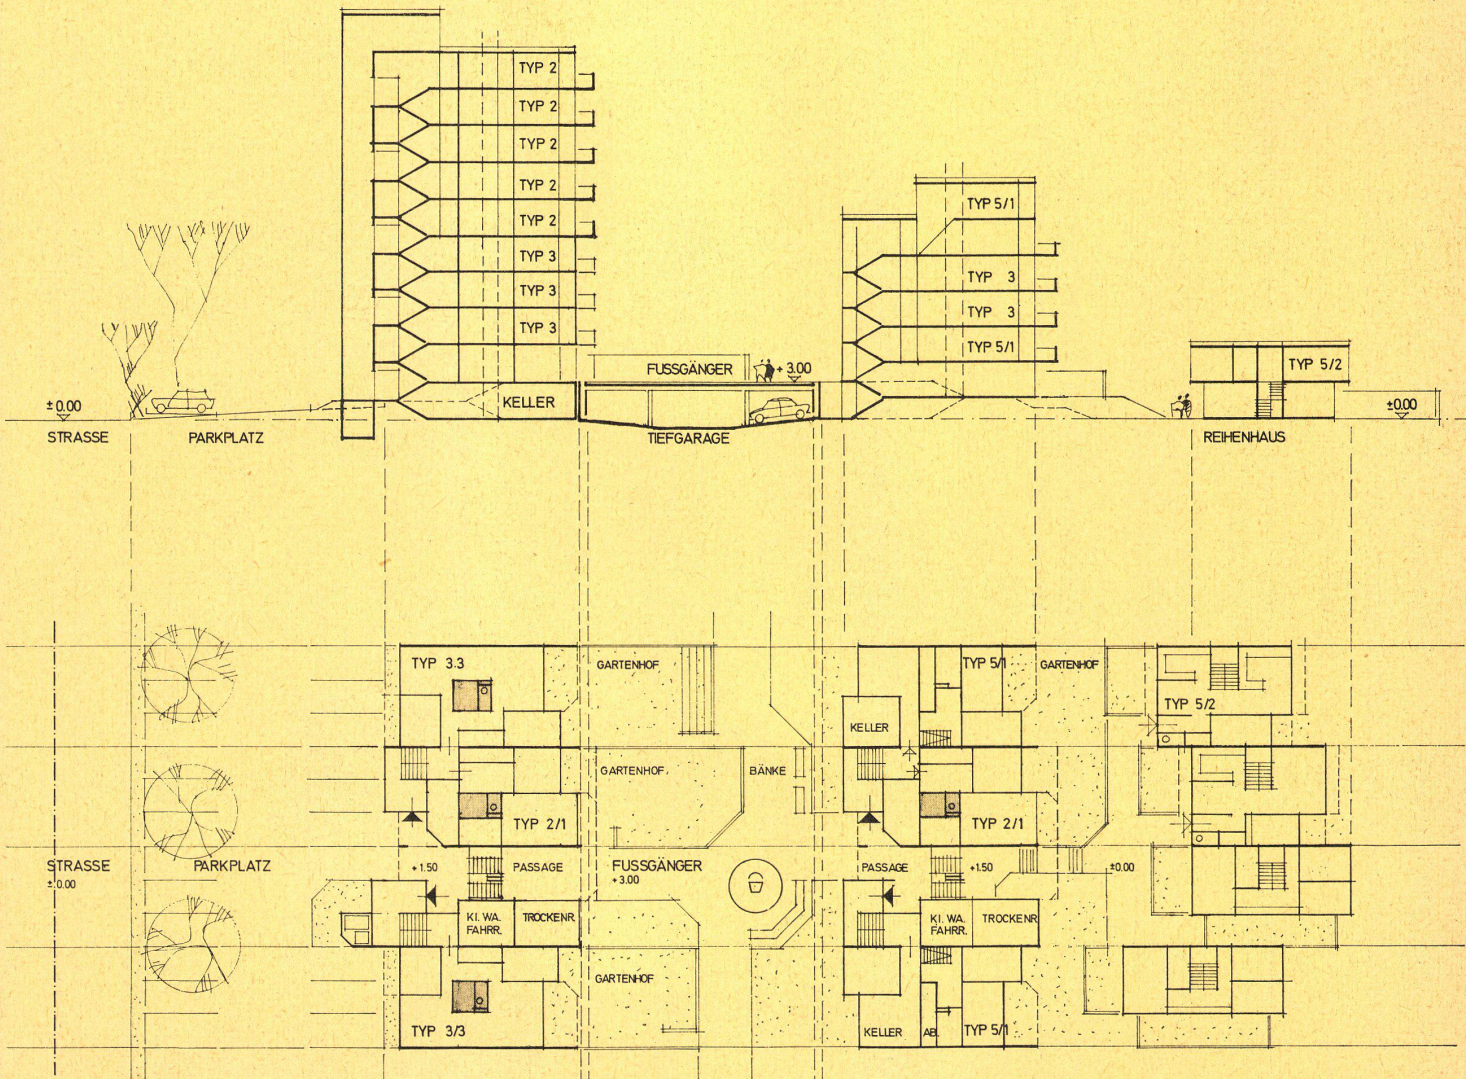 TYP 2
TYP 2
TYP 2
TYP 2
TYP 2
TYP 3
TYP 3
TYP 3
KELLER
FUSSGÄNGER
+ 3.00
TIEFGARAGE
TYP 5/1
TYP 3
TYP 3
TYP 5/1
TYP 5/2
REIHENHAUS
±0.00
±0.00
STRASSE
PARKPLATZ
TYP 3.3
GARTENHOF
TYP 5/1
GARTENHOF
TYP 5/2
KELLER
GARTENHOF
BÄNKE
TYP 2/1
TYP 2/1
STRASSE
±0.00
PARKPLATZ
+1.50
PASSAGE
FUSSGÄNGER
+3.00
PASSAGE
+1.50
±0.00
KI. WA.
FAHRR.
TROCKENR.
KI. WA.
FAHRR.
TROCKENR.
GARTENHOF
TYP 3/3
KELLER
AB.
TYP 5/1